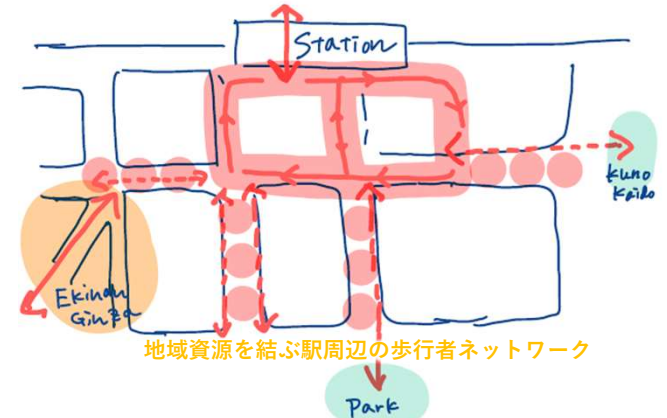 Station
Kuno
Kaido
Ekinan
Ginza
地域資源を結ぶ駅周辺の歩行者ネットワーク
Park